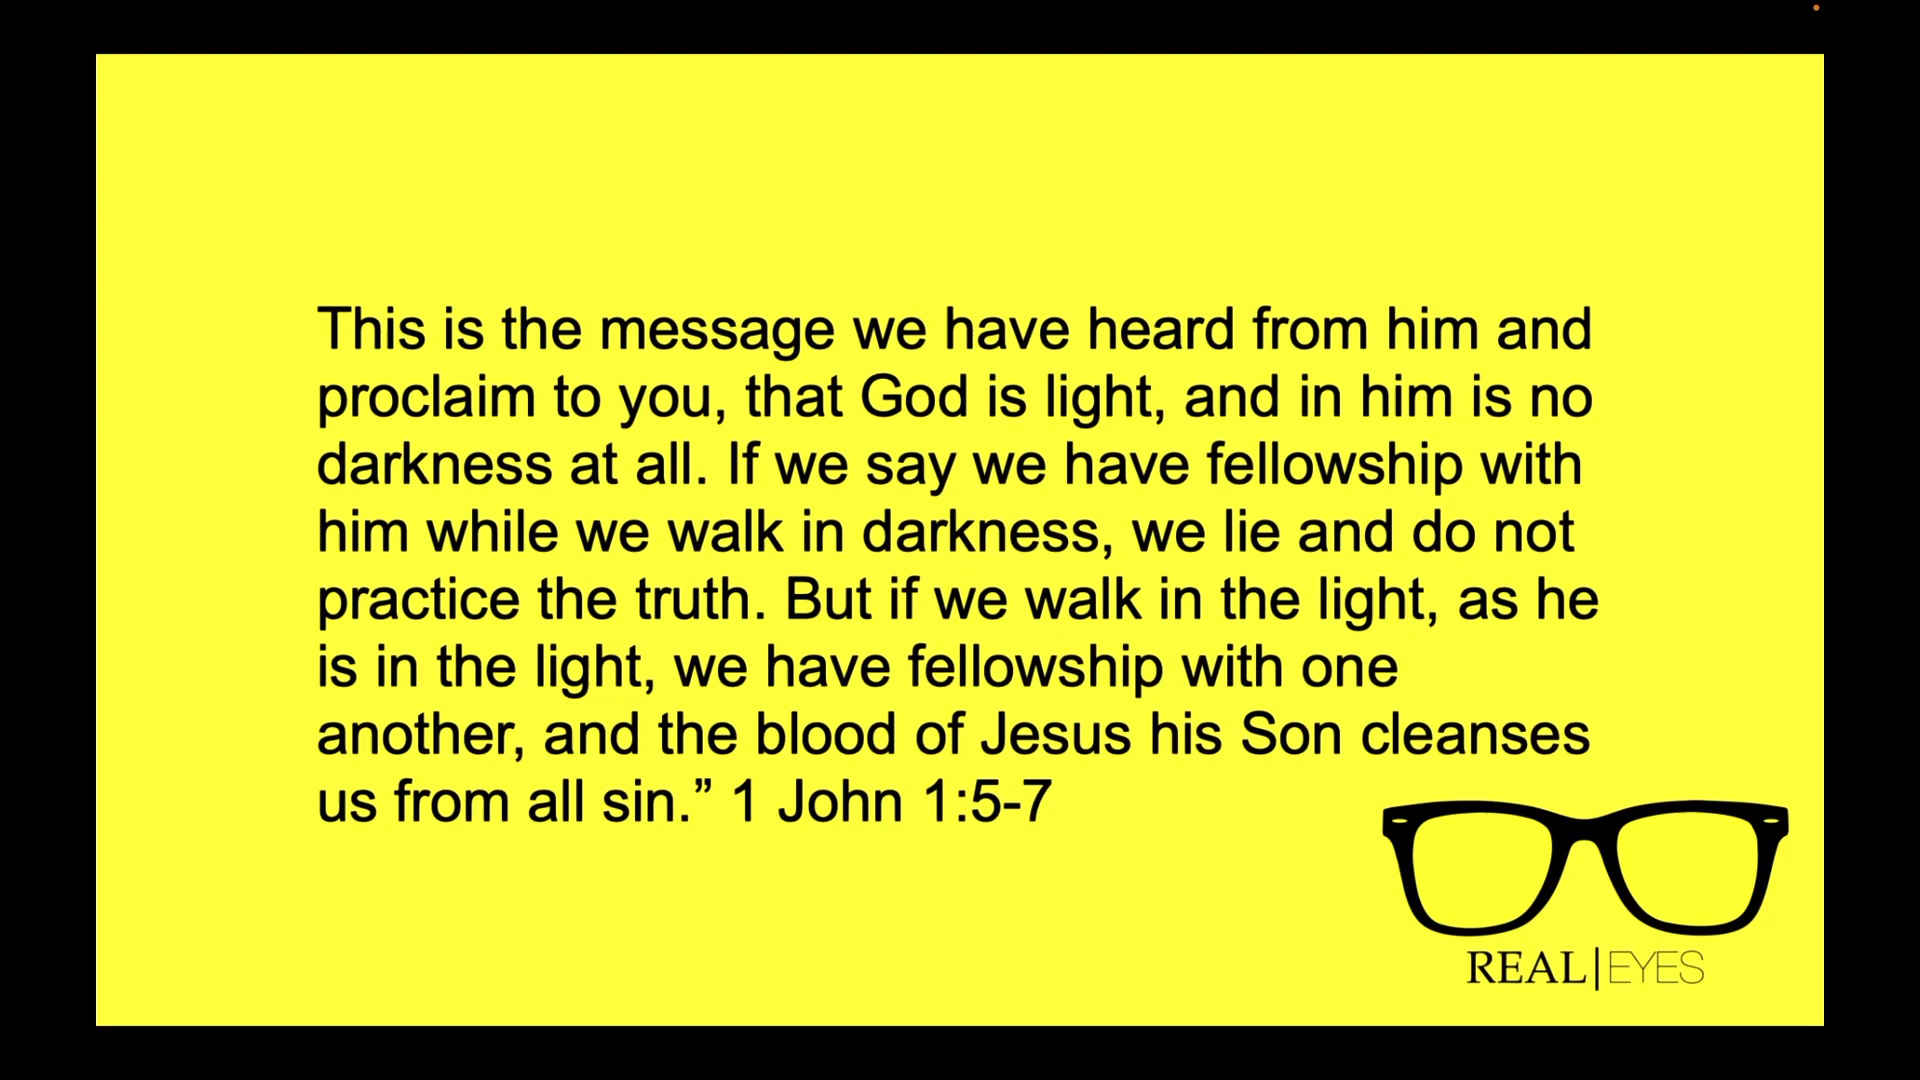 This is the message we have heard from him and
proclaim to you, that God is light, and in him is no
darkness at all. If we say we have fellowship with
him while we walk in darkness, we lie and do not
practice the truth. But if we walk in the light, as he
is in the light, we have fellowship with one
another, and the blood of Jesus his Son cleanses
us from all sin.” 1 John 1:5-7
REAL|EYES